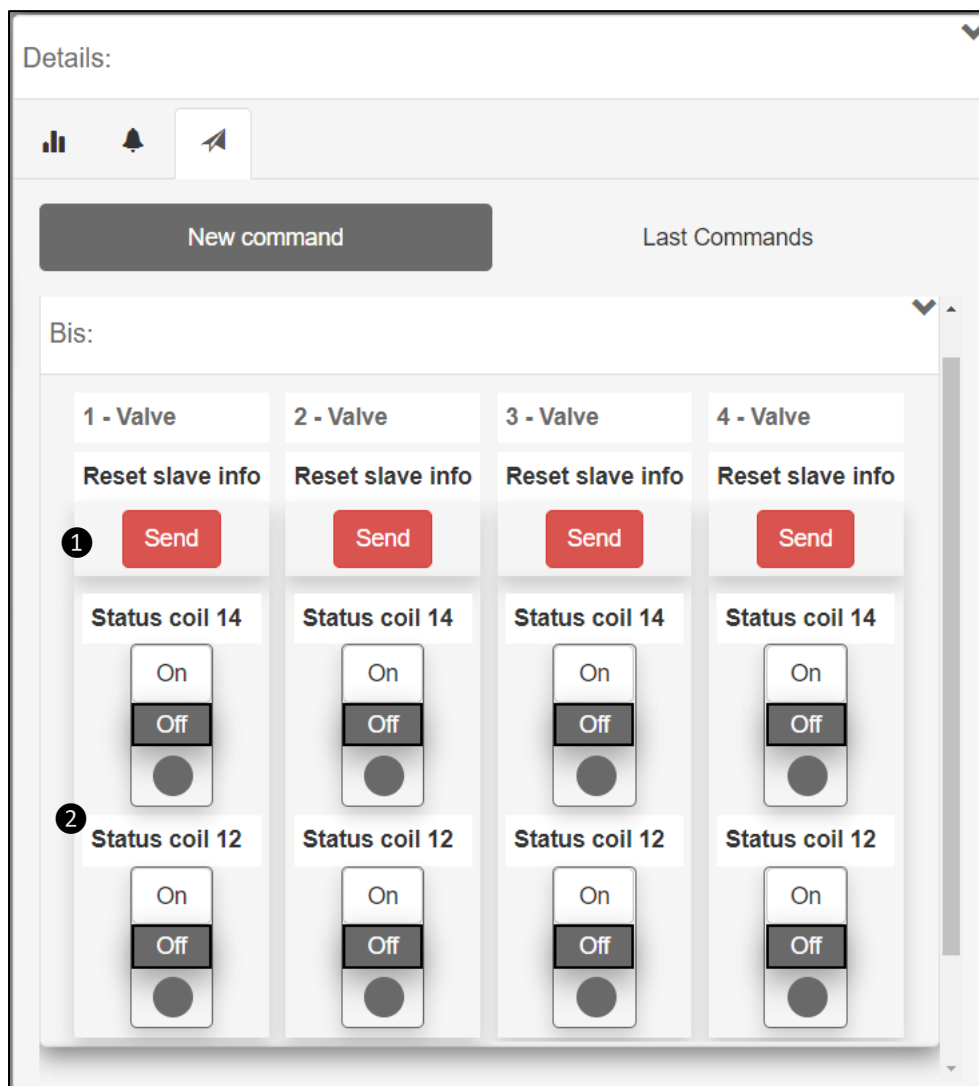 Details:
New command Last Commands
Bis:
1 - Valve 2 - Valve 3 - Valve 4 - Valve
Reset slave info Reset slave info Reset slave info Reset slave info
❶ Send Send Send Send
Status coil 14 Status coil 14 Status coil 14 Status coil 14
On On On On
Off Off Off Off
❷
Status coil 12 Status coil 12 Status coil 12 Status coil 12
On On On On
Off Off Off Off